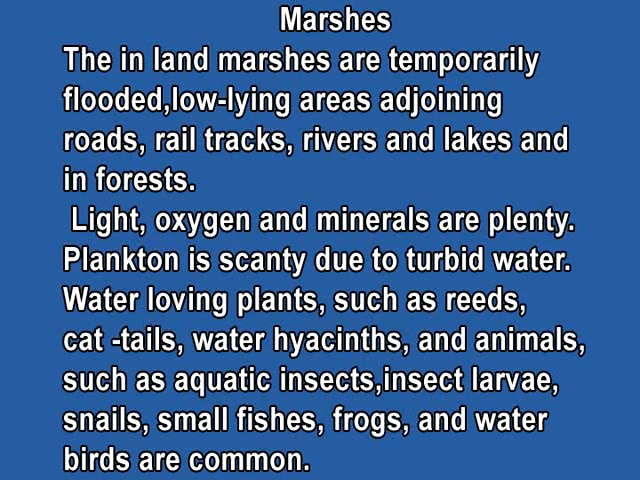 Marshes
The in land marshes are temporarily
flooded,low-lying areas adjoining
roads, rail tracks, rivers and lakes and
in forests.
Light, oxygen and minerals are plenty.
Plankton is scanty due to turbid water.
Water loving plants, such as reeds,
cat -tails, water hyacinths, and animals,
such as aquatic insects,insect larvae,
snails, small fishes, frogs, and water
birds are common.